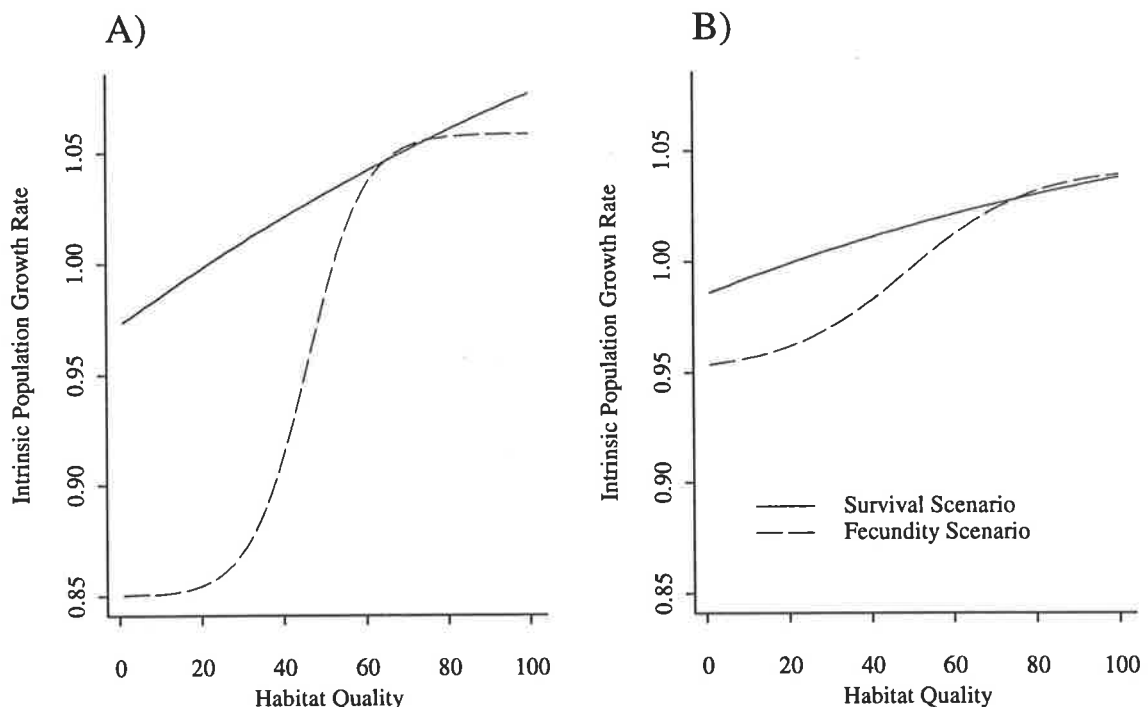 A)
B)
Intrinsic Population Growth Rate
1.05
1.00
0.95
0.90
0.85
0
20
40
60
80
100
Habitat Quality
Intrinsic Population Growth Rate
1.05
1.00
0.95
0.90
0.85
Survival Scenario
Fecundity Scenario
0
20
40
60
80
100
Habitat Quality